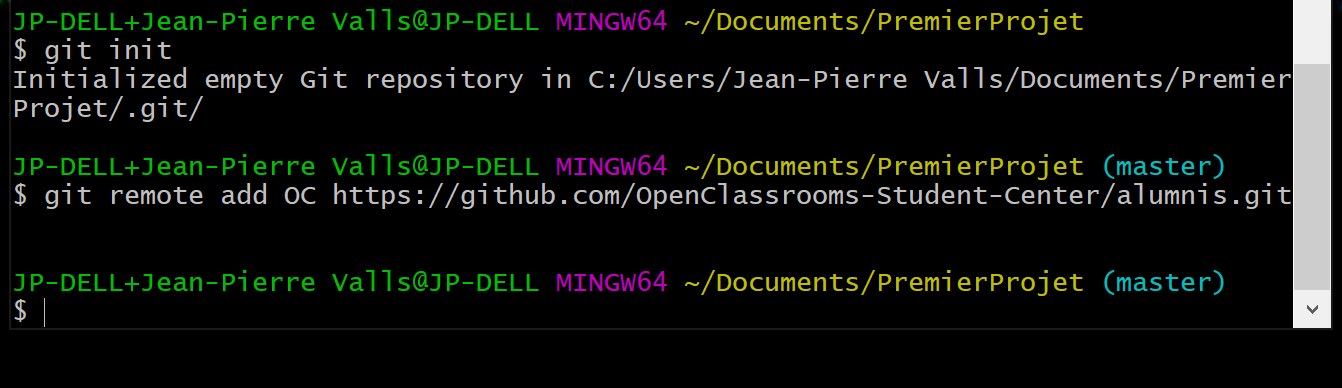 JP-DELL+Jean-Pierre Valls@JP-DELL MINGW64 ~/Documents/PremierProjet
$ git init
Initialized empty Git repository in C:/Users/Jean-Pierre Valls/Documents/Premier
Projet/.git/
JP-DELL+Jean-Pierre Valls@JP-DELL MINGW64 ~/Documents/PremierProjet (master)
$ git remote add OC https://github.com/OpenClassrooms-Student-Center/alumnis.git
JP-DELL+Jean-Pierre Valls@JP-DELL MINGW64 ~/Documents/PremierProjet (master)
$